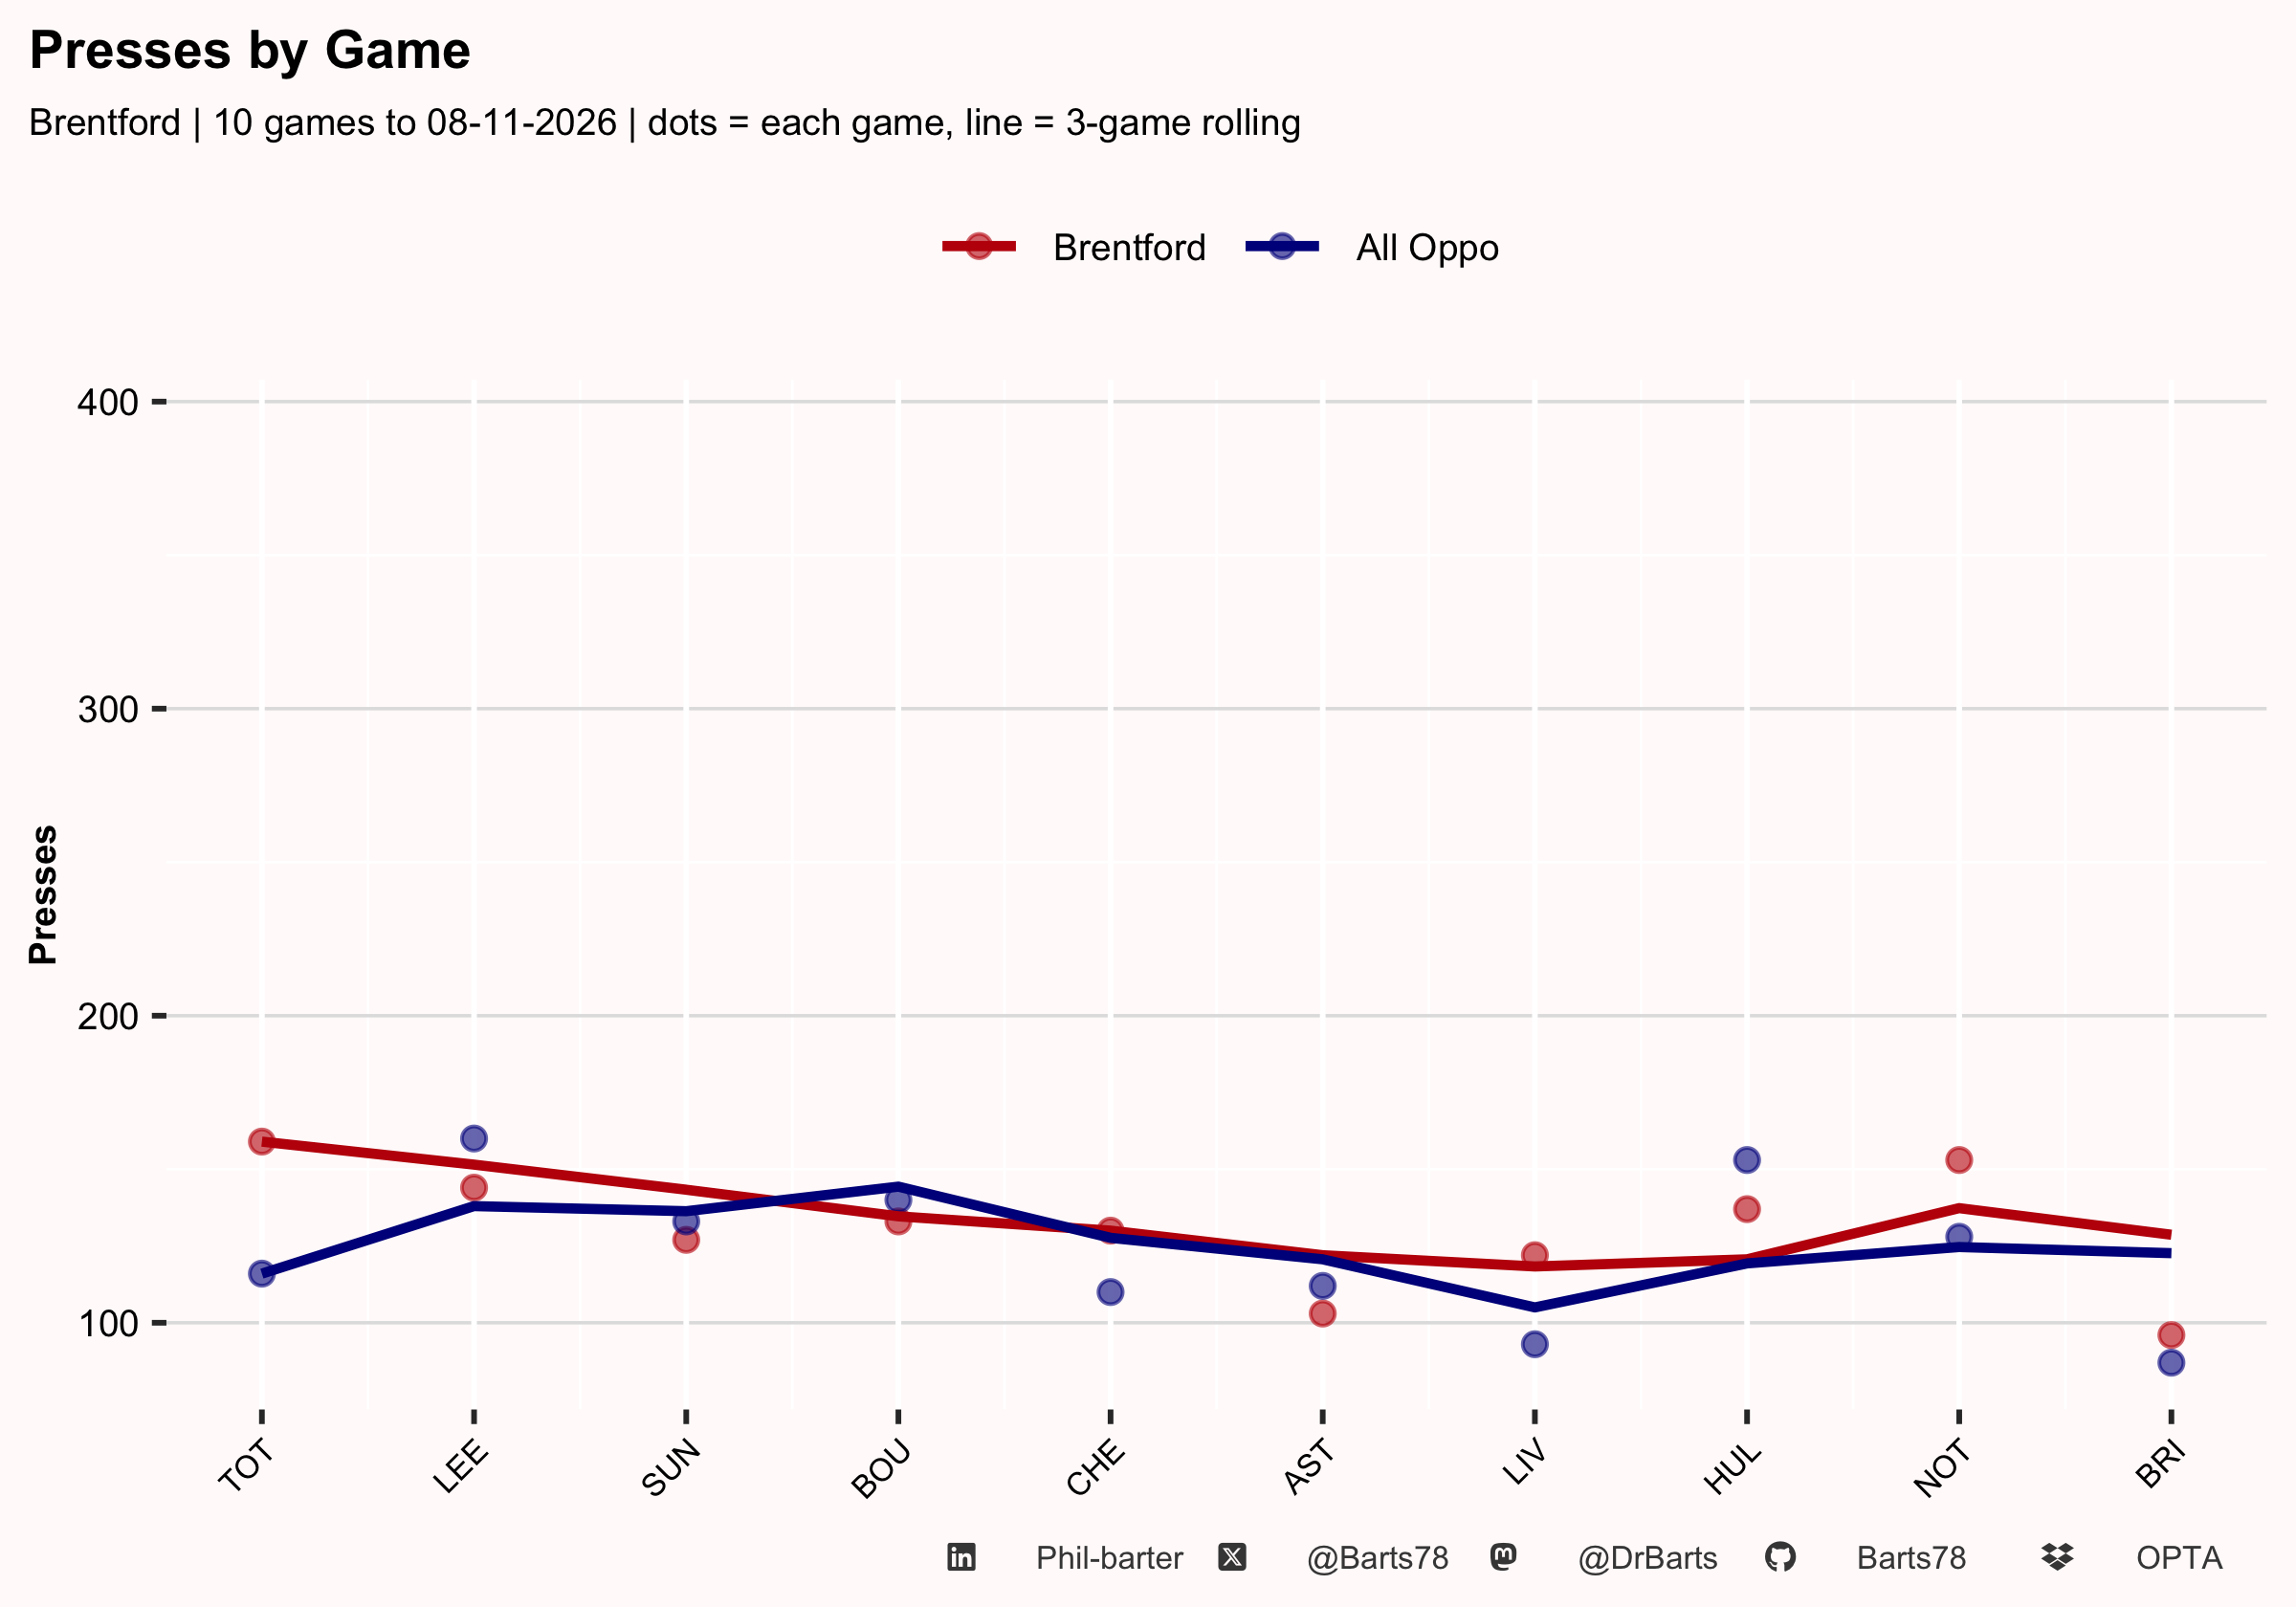 Presses by Game
Brentford | 10 games to 08-11-2026 | dots = each game, line = 3-game rolling
Brentford
All Oppo
400
300
200
100
Presses
TOT
LEE
SUN
BOU
CHE
AST
LIV
HUL
NOT
BRI
Phil-barter @Barts78 @DrBarts Barts78 OPTA